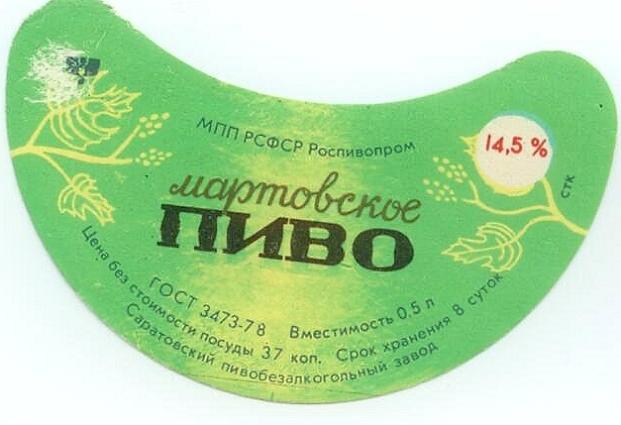 МПП РСФСР Роспивопром
14,5 %
стк
мартовское
ПИВО
ГОСТ 3473-78 Вместимость 0,5 л
Цена без стоимости посуды 37 коп. Срок хранения 8 суток
Саратовский пивобезалкогольный завод